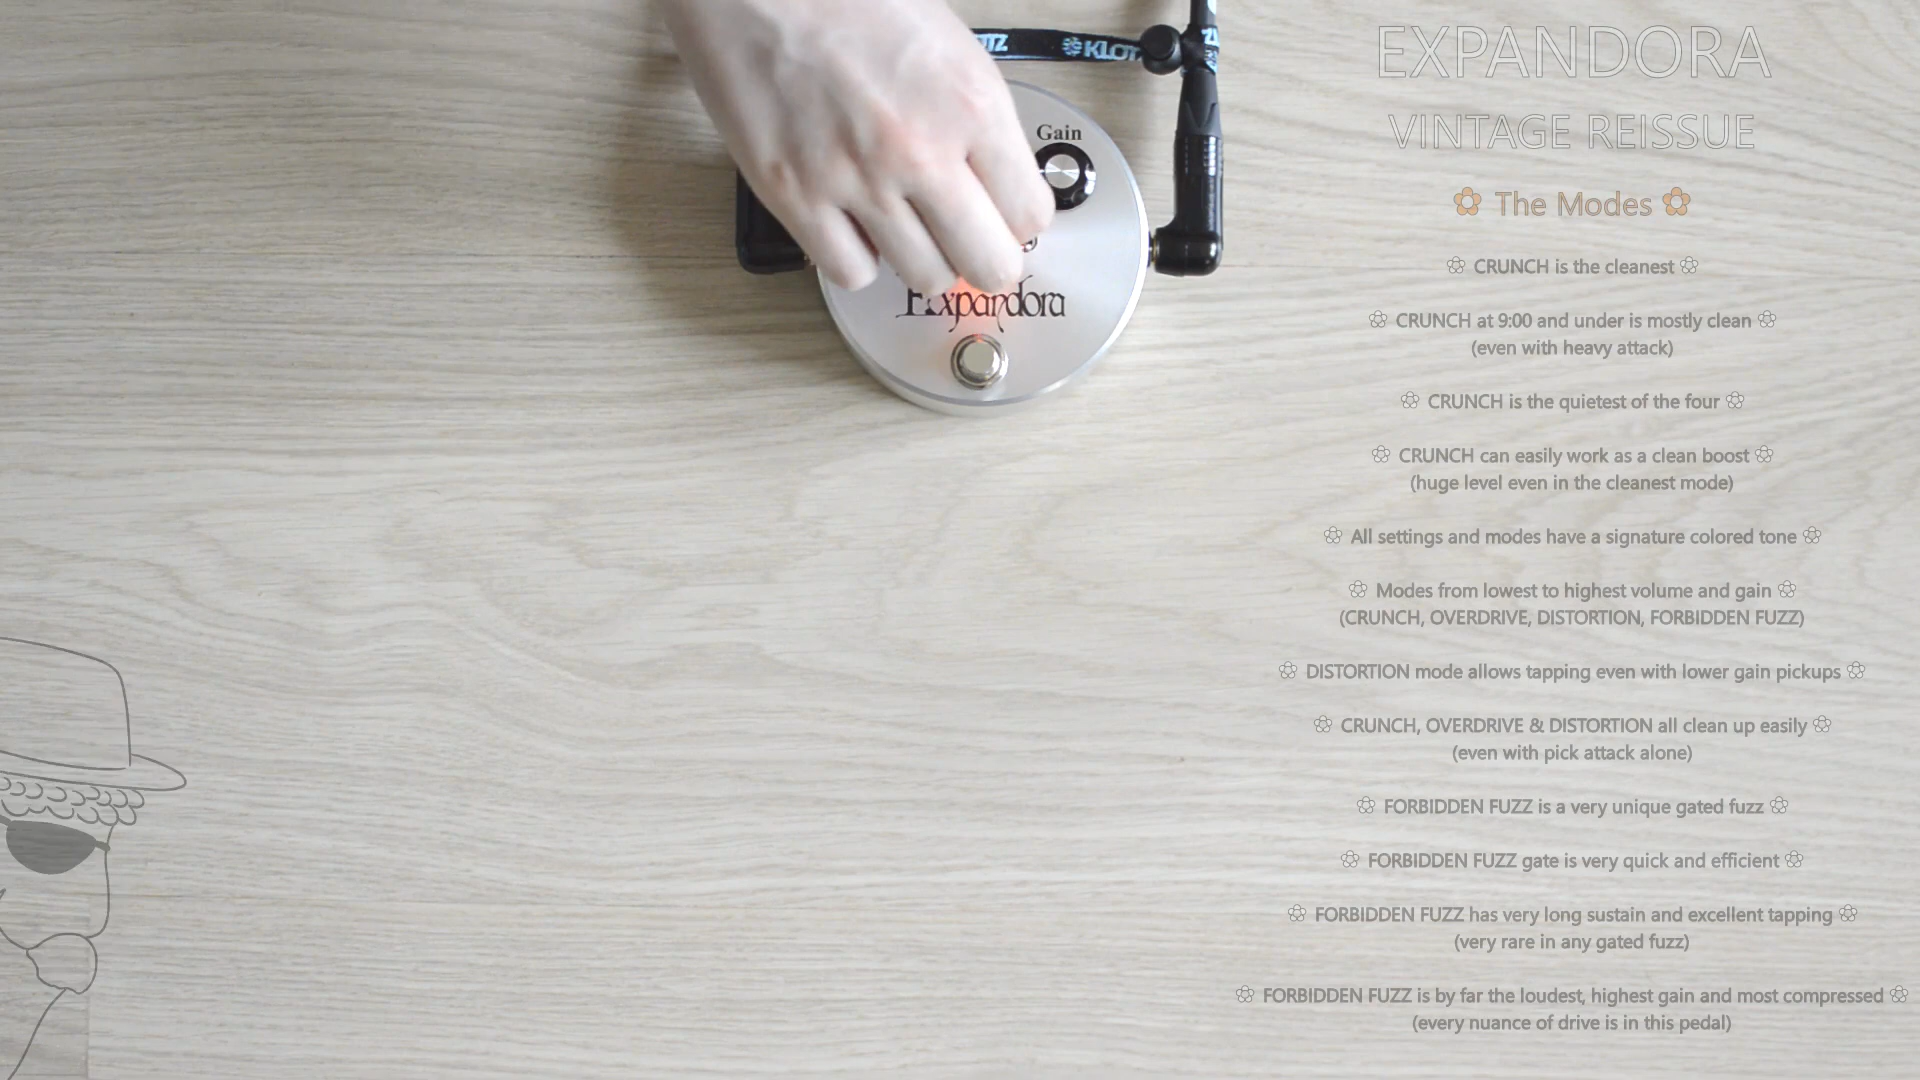 KLOTZ
Gain
Expandora
EXPANDORA
VINTAGE REISSUE
The Modes
CRUNCH is the cleanest
CRUNCH at 9:00 and under is mostly clean
(even with heavy attack)
CRUNCH is the quietest of the four
CRUNCH can easily work as a clean boost
(huge level even in the cleanest mode)
All settings and modes have a signature colored tone
Modes from lowest to highest volume and gain
(CRUNCH, OVERDRIVE, DISTORTION, FORBIDDEN FUZZ)
DISTORTION mode allows tapping even with lower gain pickups
CRUNCH, OVERDRIVE & DISTORTION all clean up easily
(even with pick attack alone)
FORBIDDEN FUZZ is a very unique gated fuzz
FORBIDDEN FUZZ gate is very quick and efficient
FORBIDDEN FUZZ has very long sustain and excellent tapping
(very rare in any gated fuzz)
FORBIDDEN FUZZ is by far the loudest, highest gain and most compressed
(every nuance of drive is in this pedal)